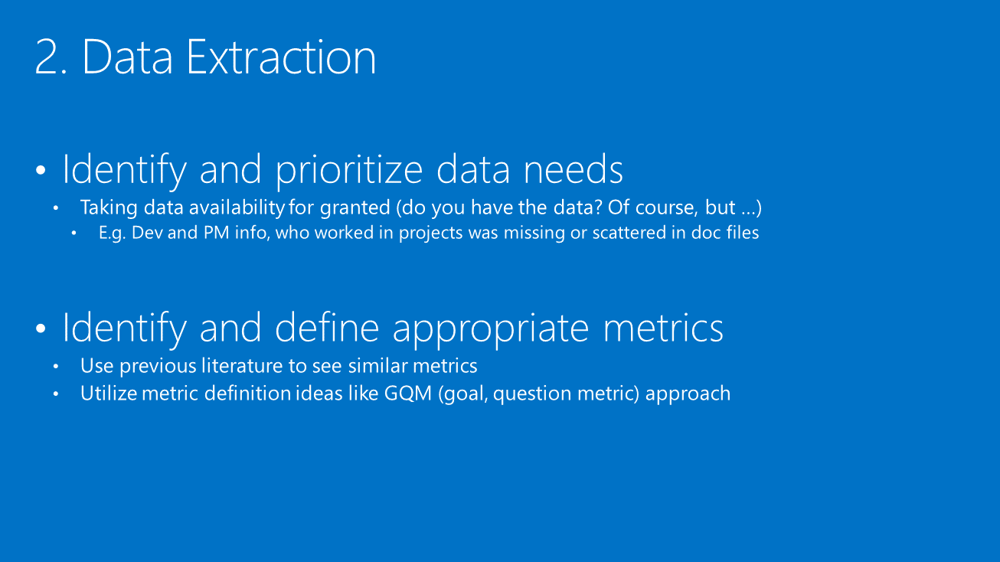 2. Data Extraction
• Identify and prioritize data needs
• Taking data availability for granted (do you have the data? Of course, but …)
• E.g. Dev and PM info, who worked in projects was missing or scattered in doc files
• Identify and define appropriate metrics
• Use previous literature to see similar metrics
• Utilize metric definition ideas like GQM (goal, question metric) approach